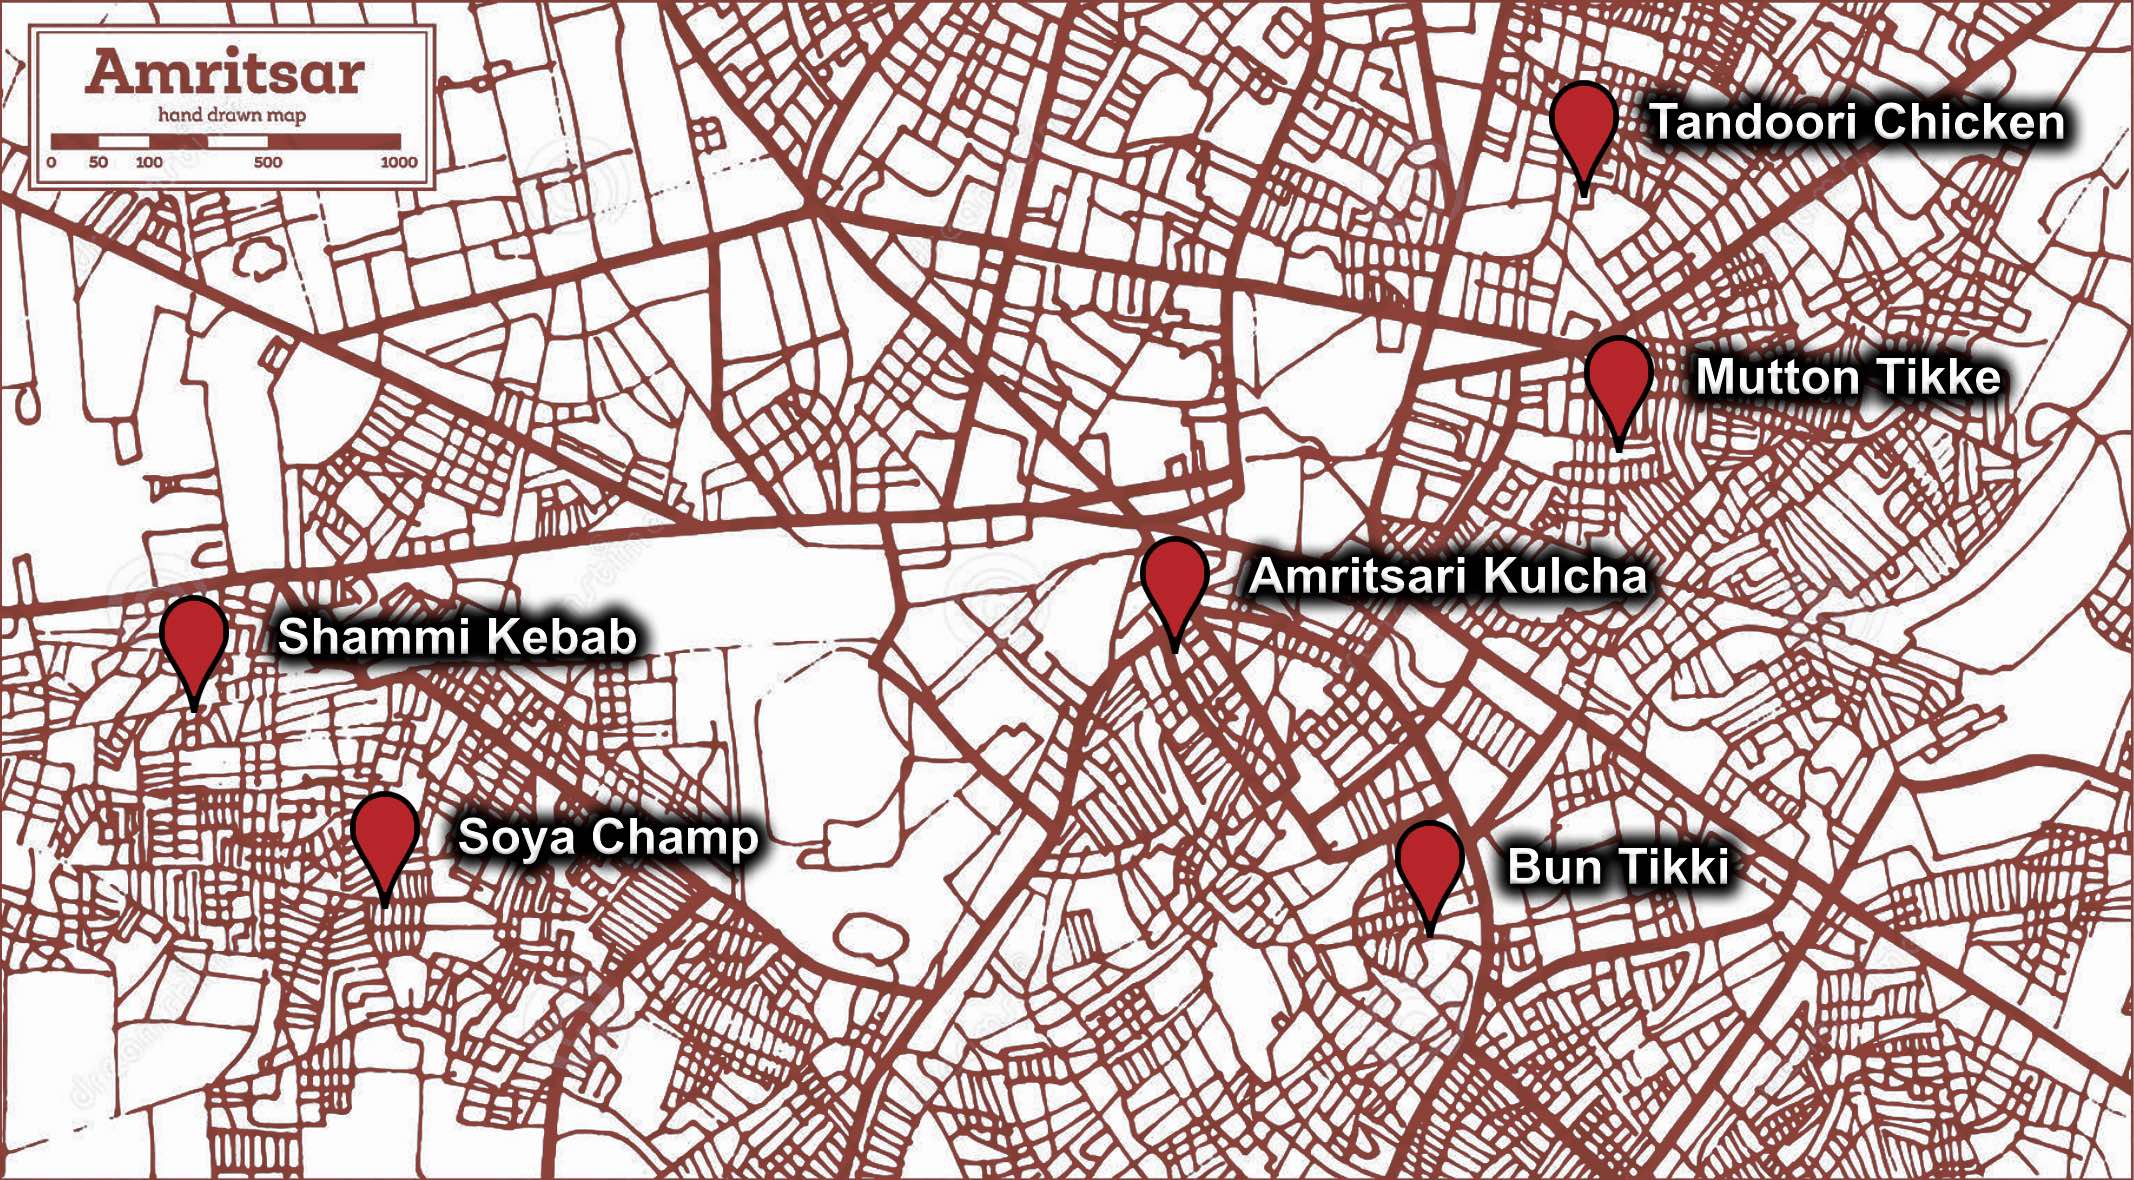 Amritsar
hand drawn map
0 50 100 500 1000
Tandoori Chicken
Mutton Tikke
Amritsari Kulcha
Shammi Kebab
Soya Champ
Bun Tikki